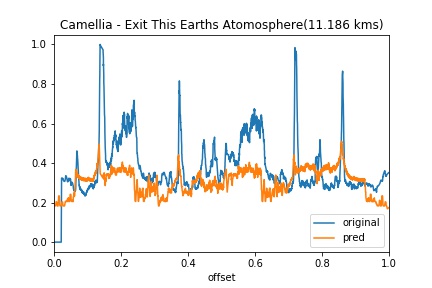 Camellia - Exit This Earths Atomosphere(11.186 kms)
1.0
0.8
0.6
0.4
0.2
0.0
0.0 0.2 0.4 0.6 0.8 1.0
offset
original
pred